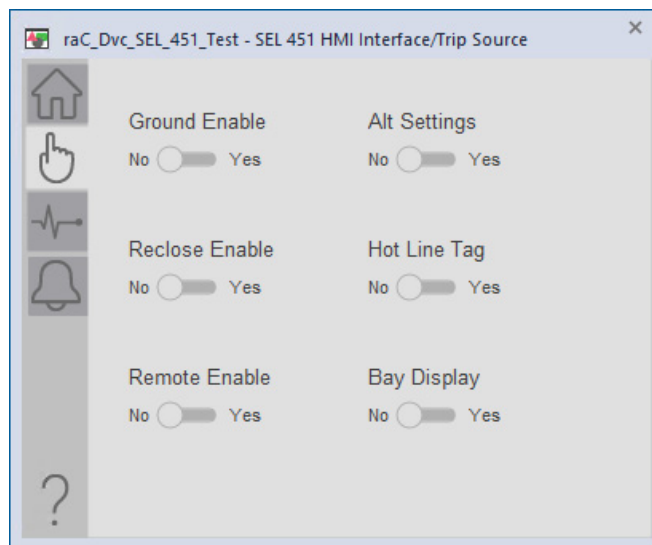 raC_Dvc_SEL_451_Test - SEL 451 HMI Interface/Trip Source
Ground Enable Alt Settings
No Yes No Yes
Reclose Enable Hot Line Tag
No Yes No Yes
Remote Enable Bay Display
No Yes No Yes
?